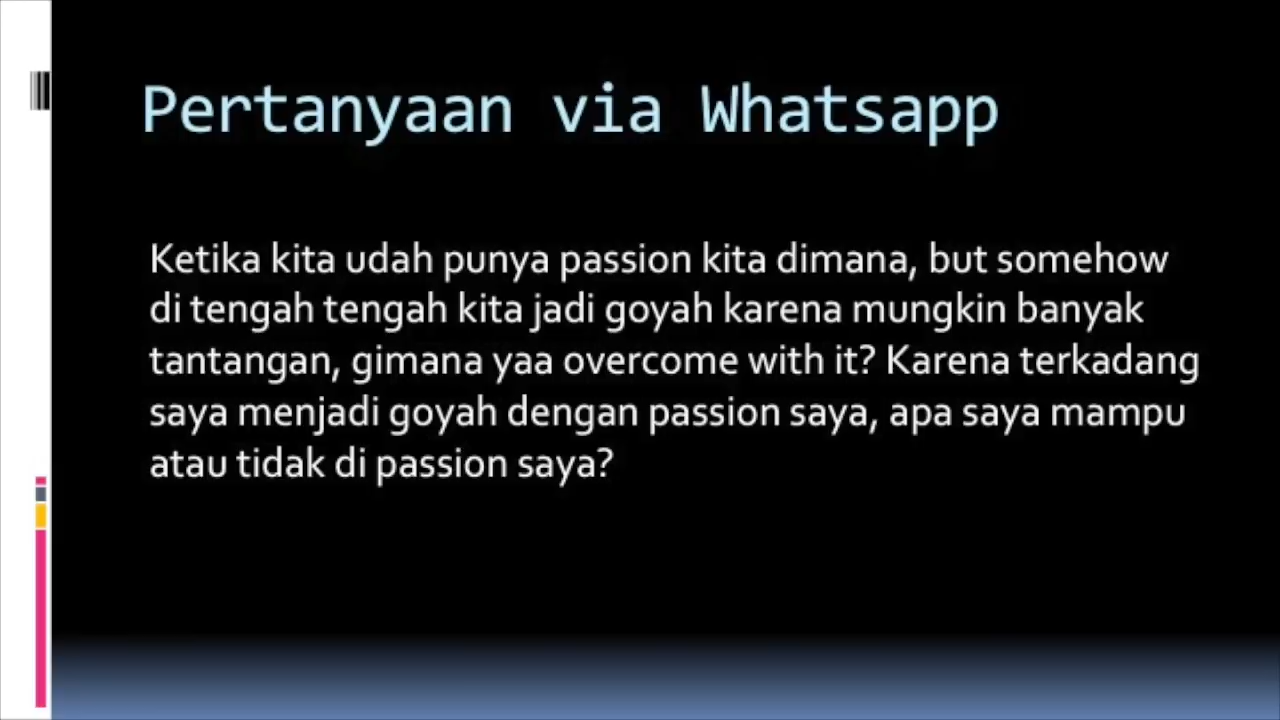 Pertanyaan via Whatsapp
Ketika kita udah punya passion kita dimana, but somehow
di tengah tengah kita jadi goyah karena mungkin banyak
tantangan, gimana yaa overcome with it? Karena terkadang
saya menjadi goyah dengan passion saya, apa saya mampu
atau tidak di passion saya?